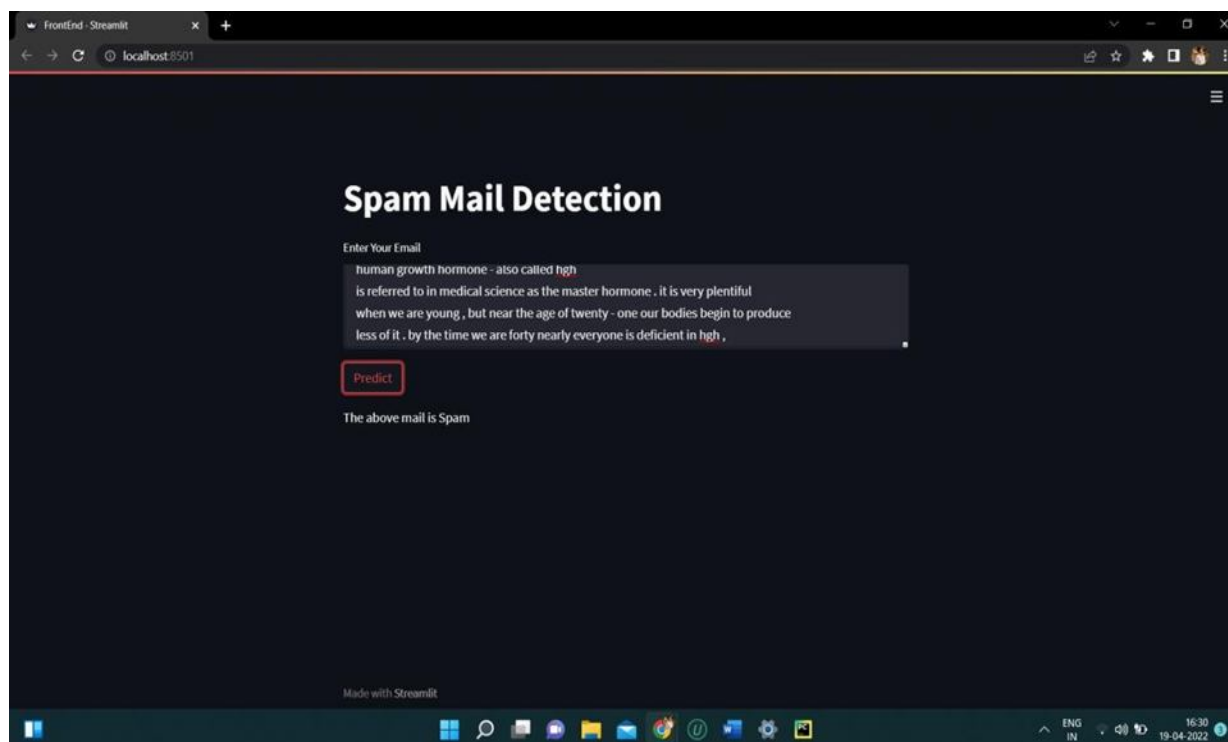 FrontEnd · Streamlit
localhost:8501
Spam Mail Detection
Enter Your Email
human growth hormone - also called hgh
is referred to in medical science as the master hormone . it is very plentiful
when we are young , but near the age of twenty - one our bodies begin to produce
less of it . by the time we are forty nearly everyone is deficient in hgh ,
Predict
The above mail is Spam
Made with Streamlit
ENG
IN
16:30
19-04-2022